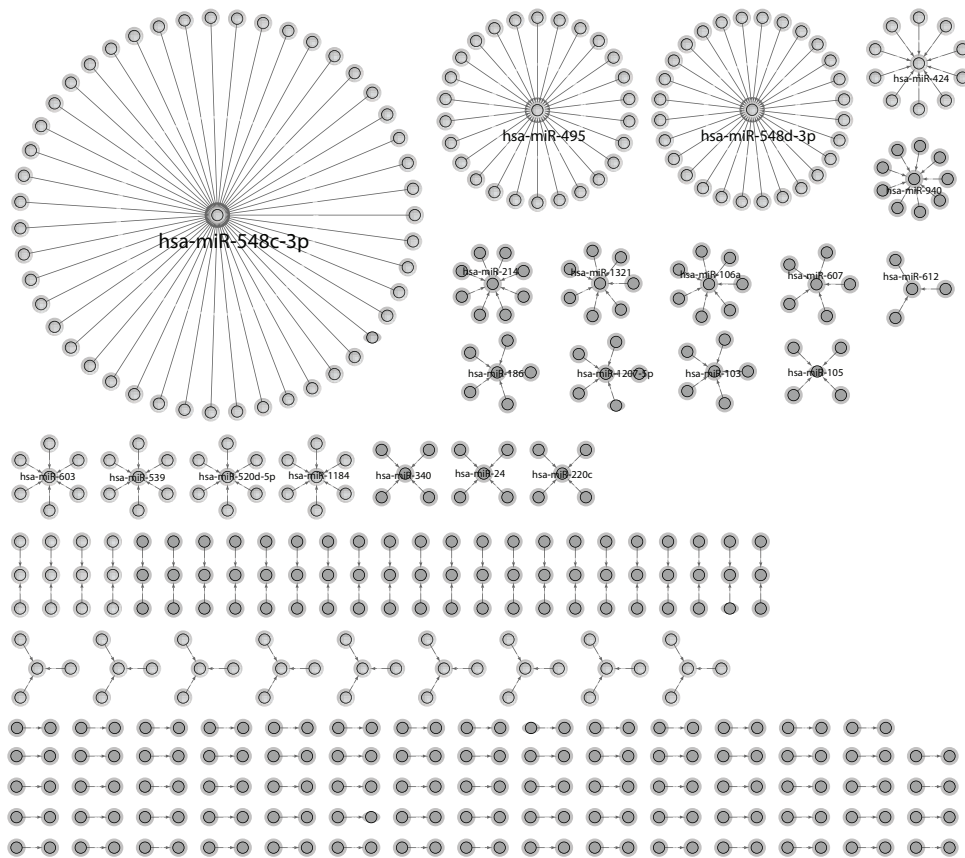 hsa-miR-548c-3p
hsa-miR-495
hsa-miR-548d-3p
hsa-miR-424
hsa-miR-940
hsa-miR-214
hsa-miR-1321
hsa-miR-106a
hsa-miR-607
hsa-miR-612
hsa-miR-186
hsa-miR-1207-5p
hsa-miR-103
hsa-miR-105
hsa-miR-603
hsa-miR-539
hsa-miR-520d-5p
hsa-miR-1184
hsa-miR-340
hsa-miR-24
hsa-miR-220c